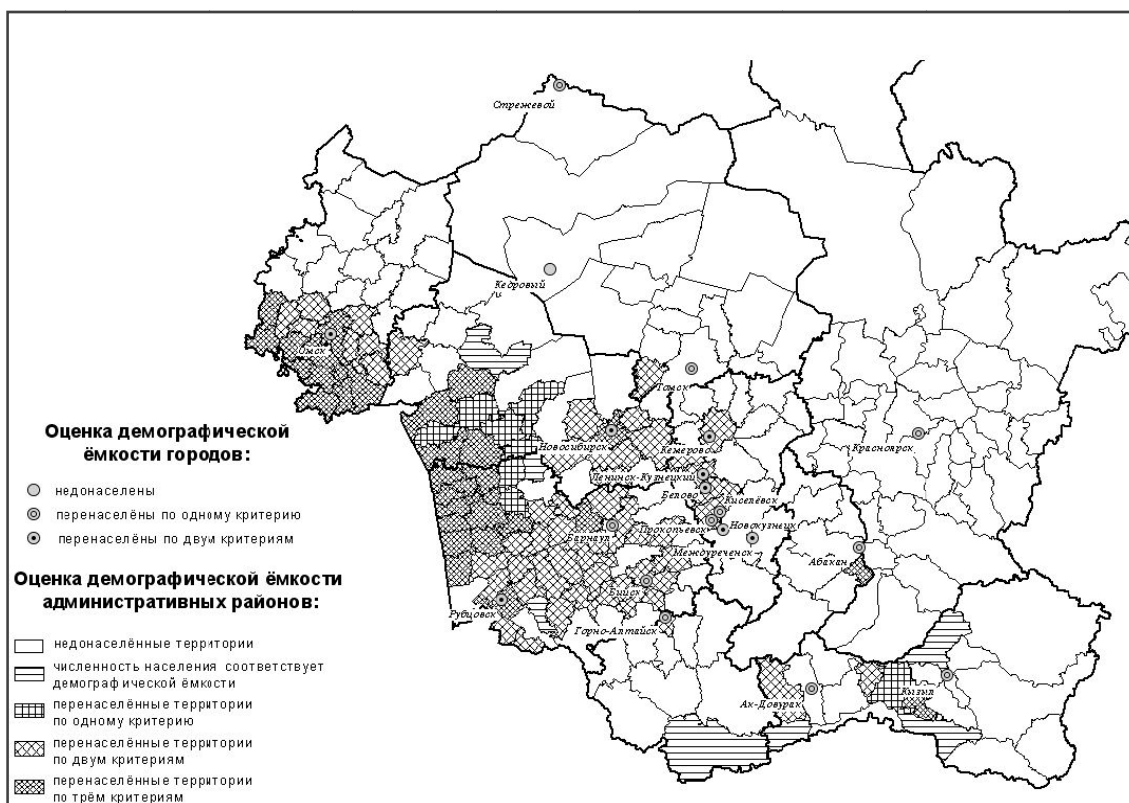 Стрежевой
Кедровый
Омск
Томск
Новосибирск
Кемерово
Красноярск
Ленинск-Кузнецкий
Белово
Киселёвск
Прокопьевск
Новокузнецк
Барнаул
Междуреченск
Абакан
Бийск
Рубцовск
Горно-Алтайск
Кызыл
Ак-Довурак
Оценка демографической
ёмкости городов:
недонаселены
перенаселёны по одному критерию
перенаселёны по двум критериям
Оценка демографической ёмкости
административных районов:
недонаселённые территории
численность населения соответствует
демографической ёмкости
перенаселённые территории
по одному критерию
перенаселённые территории
по двум критериям
перенаселённые территории
по трём критериям